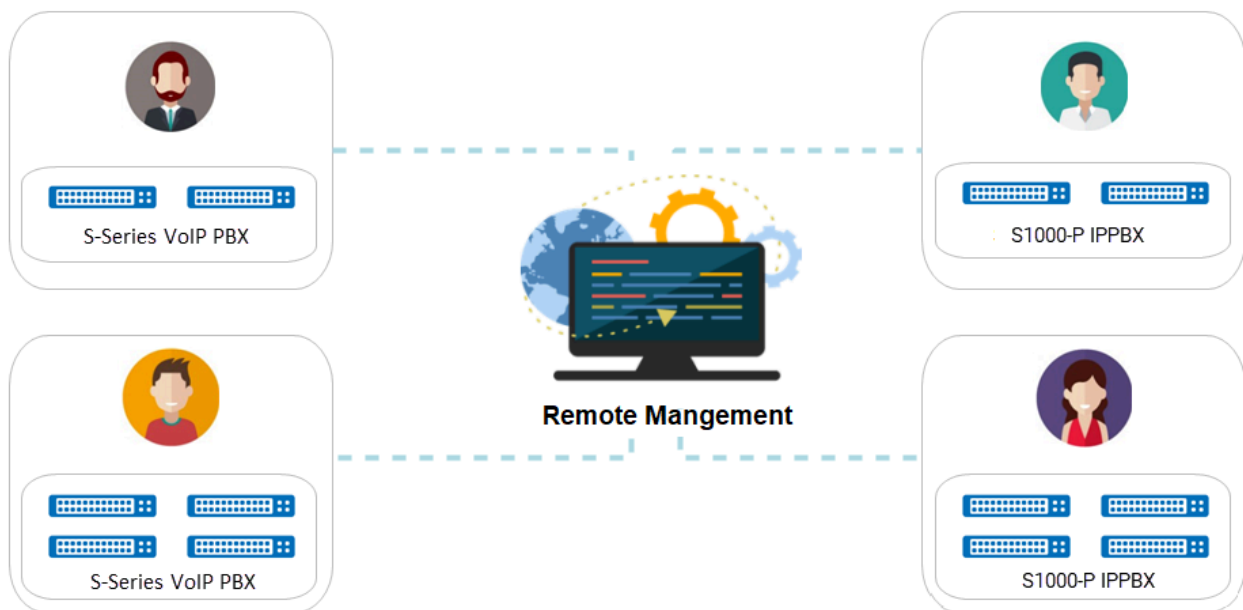 S-Series VoIP PBX
S1000-P IPPBX
Remote Mangement
S-Series VoIP PBX
S1000-P IPPBX